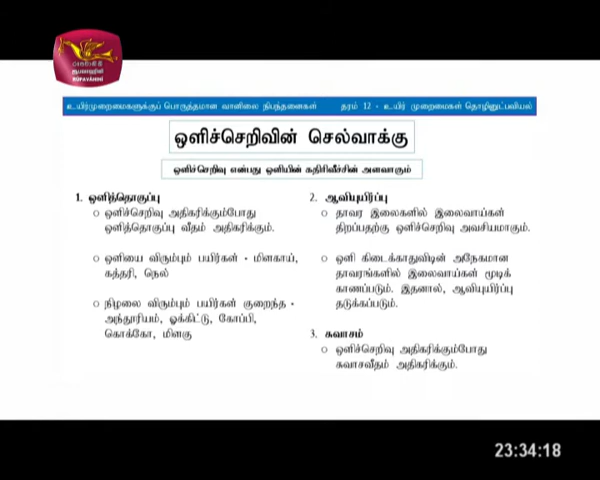 රූපවාහිනී
ரூபவாஹினி
RUPAVAHINI
உயிர்முறைமைகளுக்குப் பொருத்தமான வானிலை நிபந்தனைகள் தரம் 12 - உயிர் முறைமைகள் தொழினுட்பவியல்
ஒளிச்செறிவின் செல்வாக்கு
ஒளிச்செறிவு என்பது ஒளியின் கதிர்வீச்சின் அளவாகும்
1. ஒளித்தொகுப்பு
○ ஒளிச்செறிவு அதிகரிக்கும்போது
ஒளித்தொகுப்பு வீதம் அதிகரிக்கும்.
○ ஒளியை விரும்பும் பயிர்கள் - மிளகாய்,
கத்தரி, நெல்
○ நிழலை விரும்பும் பயிர்கள் குறைந்த -
அந்தூரியம், ஓக்கிட்டு, கோப்பி,
கொக்கோ, மிளகு
2. ஆவியுயிர்ப்பு
○ தாவர இலைகளில் இலைவாய்கள்
திறப்பதற்கு ஒளிச்செறிவு அவசியமாகும்.
○ ஒளி கிடைக்காதுவிடின் அநேகமான
தாவரங்களில் இலைவாய்கள் மூடிக்
காணப்படும். இதனால், ஆவியுயிர்ப்பு
தடுக்கப்படும்.
3. சுவாசம்
○ ஒளிச்செறிவு அதிகரிக்கும்போது
சுவாசவீதம் அதிகரிக்கும்.
23:34:18